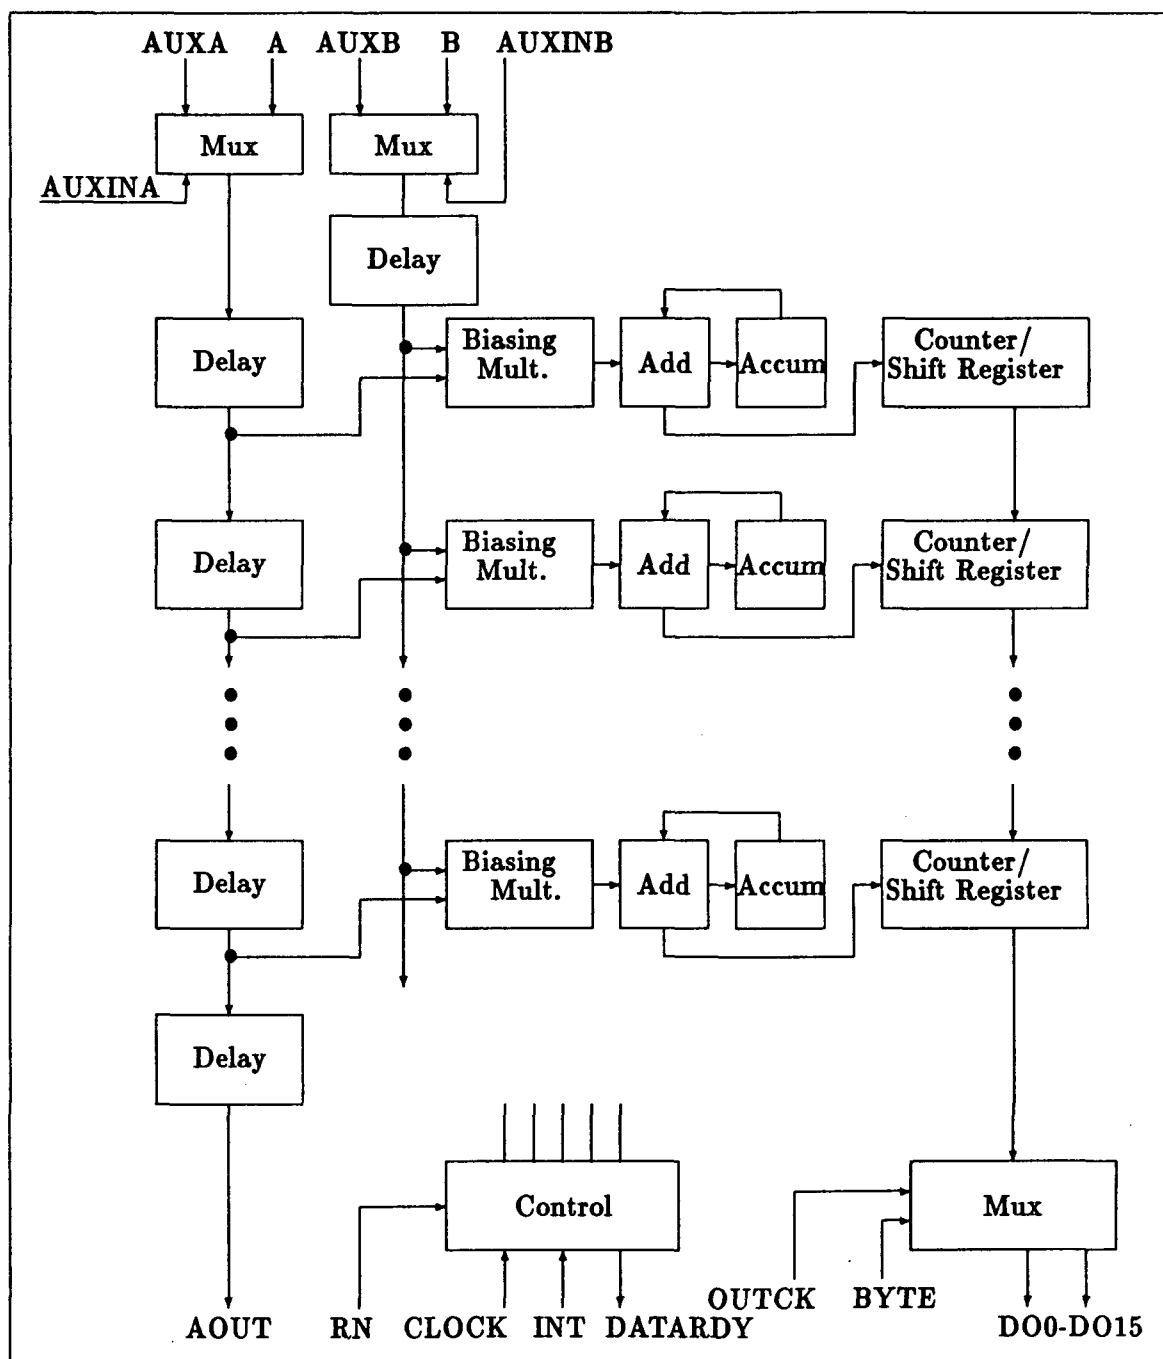 AUXA A AUXB B AUXINB
Mux Mux
AUXINA
Delay
Delay
Biasing
Mult.
Add
Accum
Counter/
Shift Register
Delay
Biasing
Mult.
Add
Accum
Counter/
Shift Register
Delay
Biasing
Mult.
Add
Accum
Counter/
Shift Register
Delay
Control
Mux
OUTCK BYTE
AOUT RN CLOCK INT DATARDY DO0-DO15